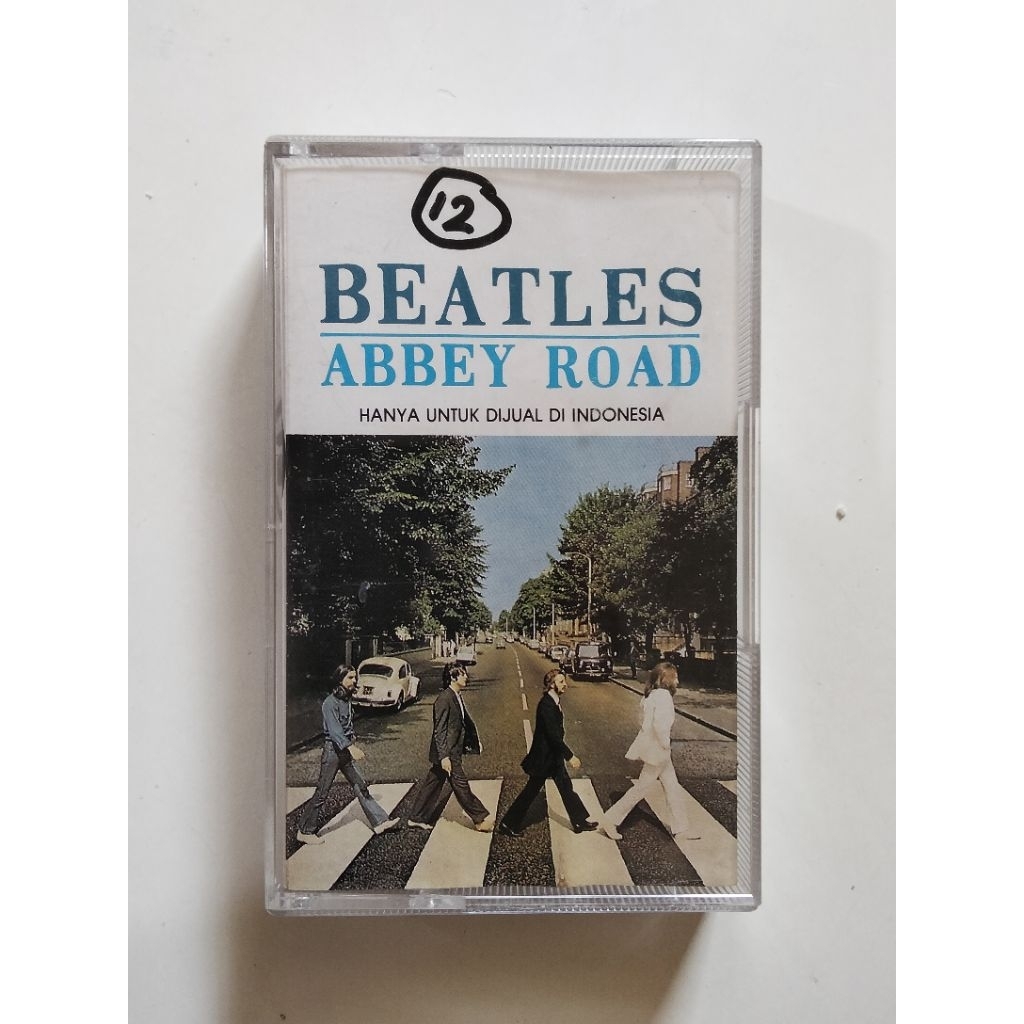 12
BEATLES
ABBEY ROAD
HANYA UNTUK DIJUAL DI INDONESIA